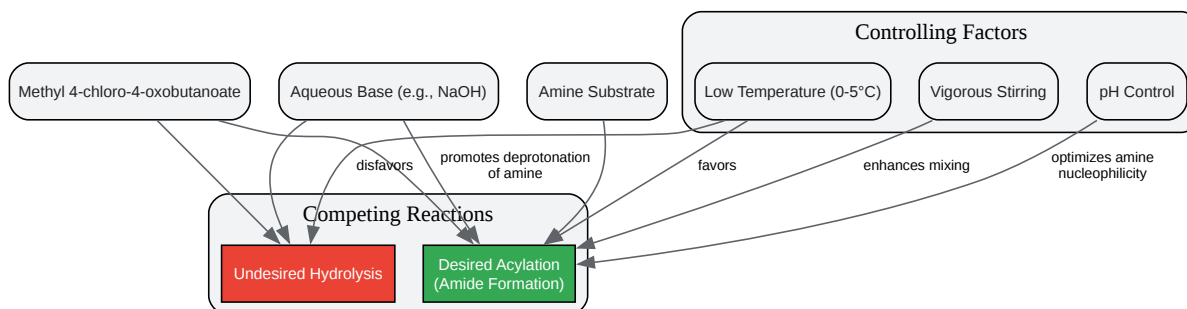 Controlling Factors
Methyl 4-chloro-4-oxobutanoate
Aqueous Base (e.g., NaOH)
Amine Substrate
Low Temperature (0-5°C)
Vigorous Stirring
pH Control
disfavors
promotes deprotonation
of amine
favors
enhances mixing
optimizes amine
nucleophilicity
Competing Reactions
Undesired Hydrolysis
Desired Acylation
(Amide Formation)